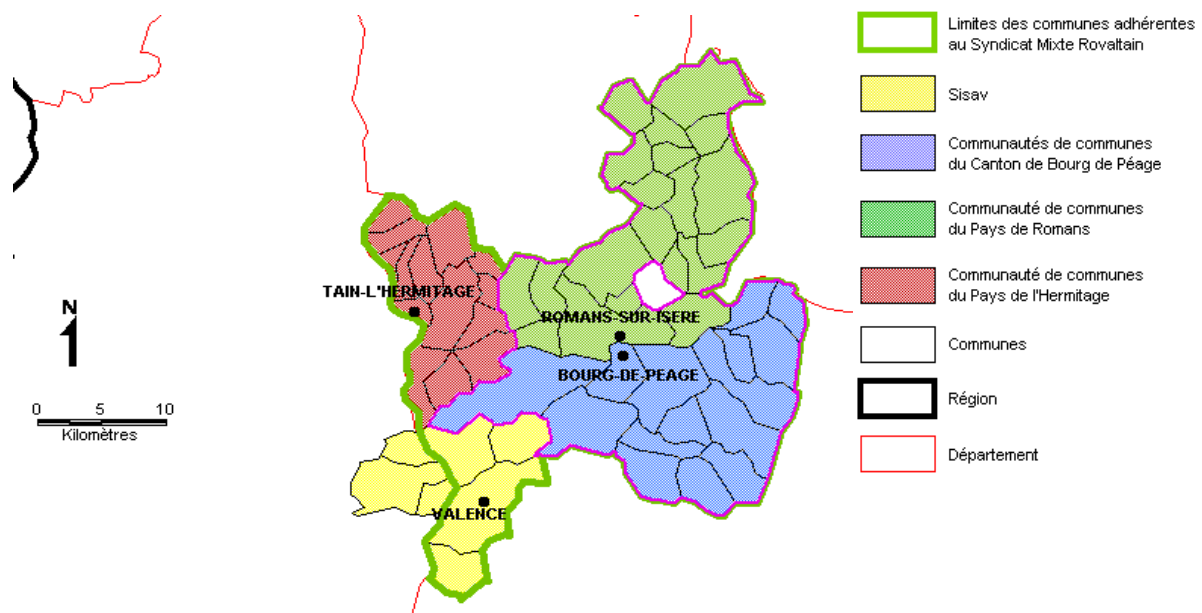 Limites des communes adhérentes
au Syndicat Mixte Rovaltain
Sisav
Communautés de communes
du Canton de Bourg de Péage
Communauté de communes
du Pays de Romans
Communauté de communes
du Pays de l'Hermitage
Communes
Région
Département
TAIN-L'HERMITAGE
ROMANS-SUR-ISERE
BOURG-DE-PEAGE
VALENCE
N
0 5 10
Kilomètres